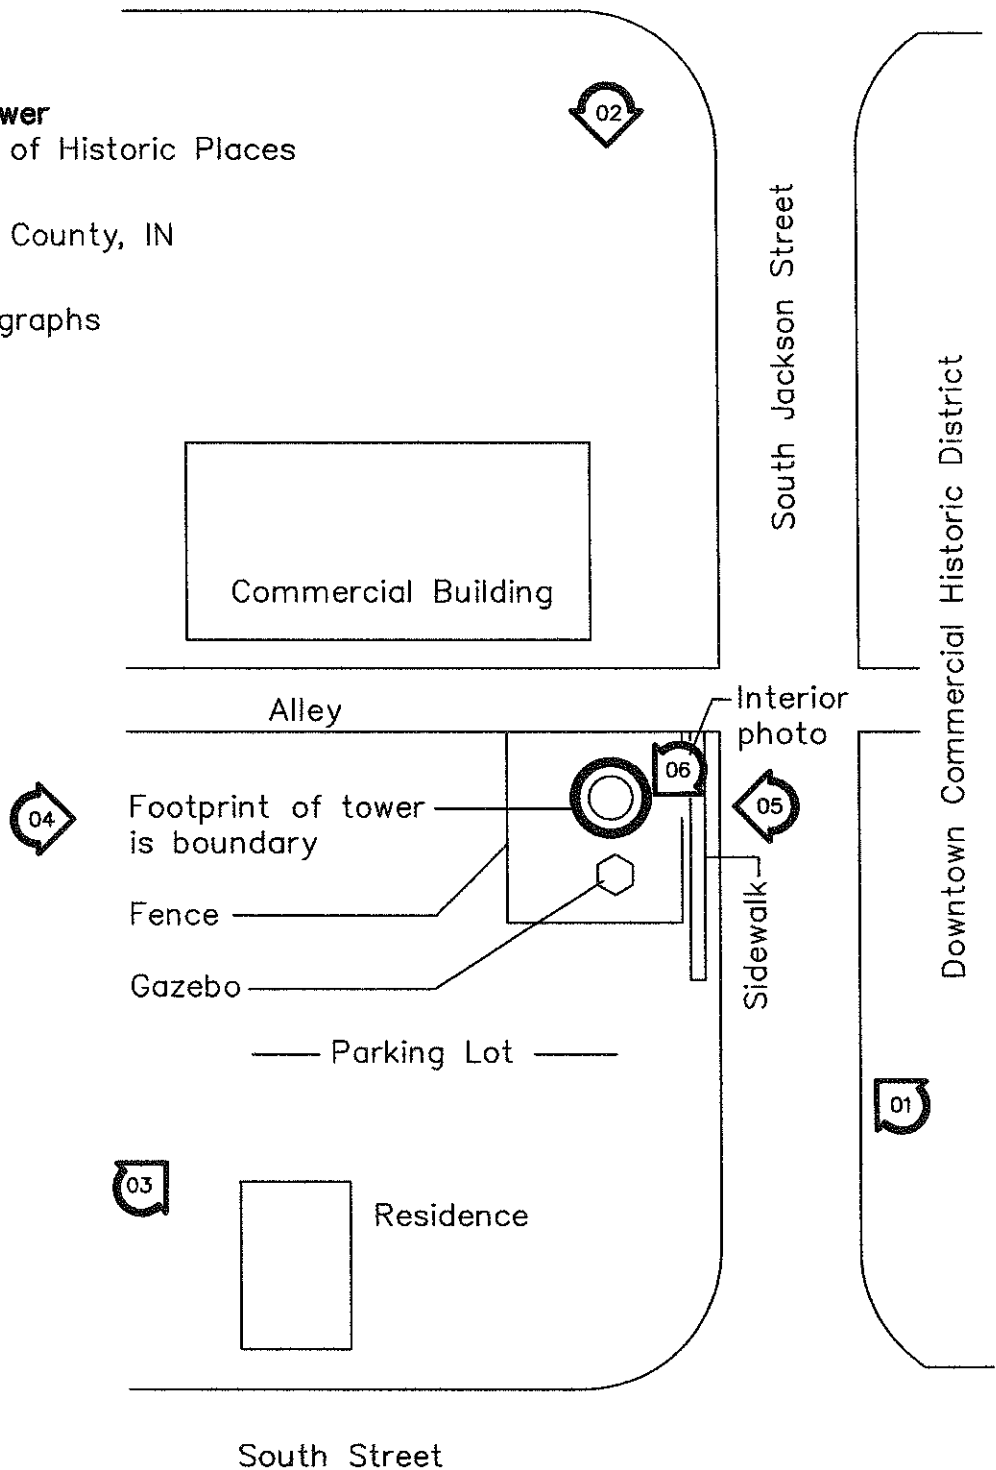 wer
of Historic Places
County, IN
graphs
02
South Jackson Street
Downtown Commercial Historic District
Commercial Building
Alley
Interior
photo
06
04
Footprint of tower
is boundary
05
Fence
Sidewalk
Gazebo
Parking Lot
01
03
Residence
South Street